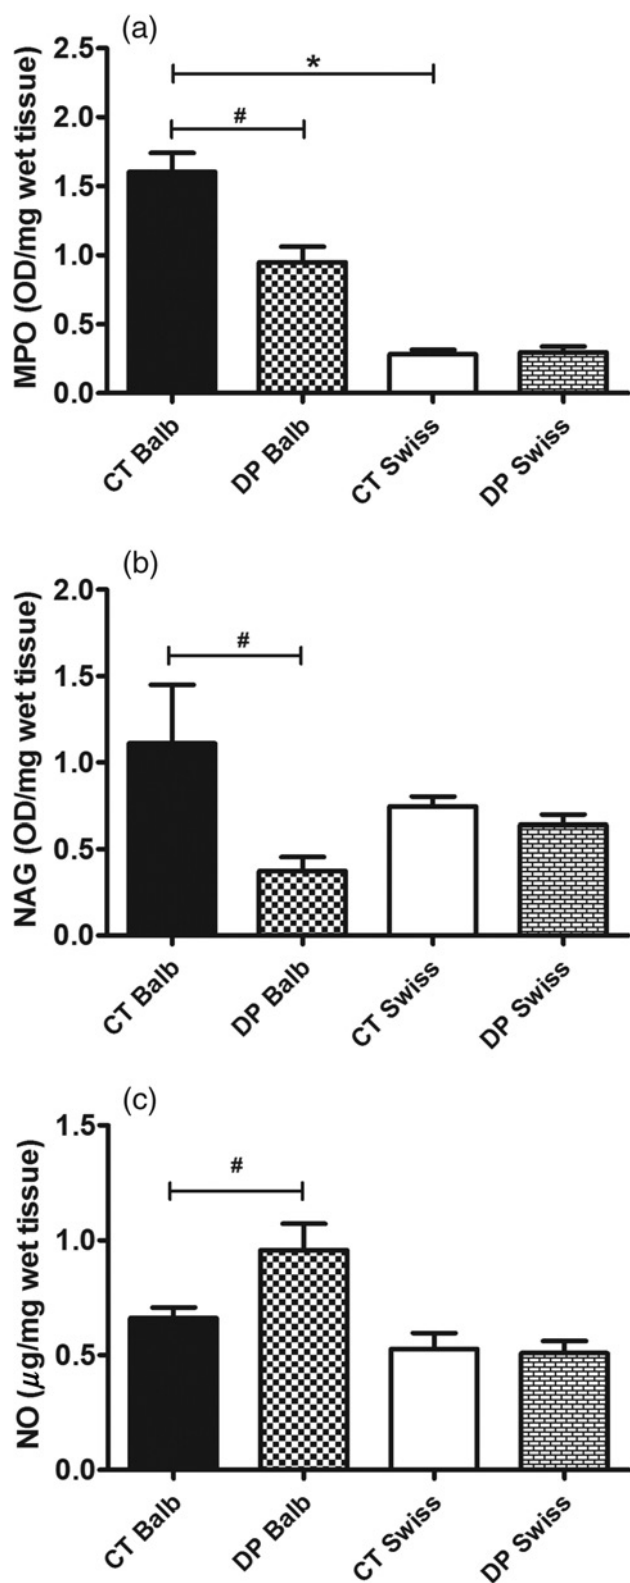 (a)
MPO (OD/mg wet tissue)
2.5
2.0
1.5
1.0
0.5
0.0
*
#
CT Balb
DP Balb
CT Swiss
DP Swiss
(b)
NAG (OD/mg wet tissue)
2.0
1.5
1.0
0.5
0.0
#
CT Balb
DP Balb
CT Swiss
DP Swiss
(c)
NO (µg/mg wet tissue)
1.5
1.0
0.5
0.0
#
CT Balb
DP Balb
CT Swiss
DP Swiss